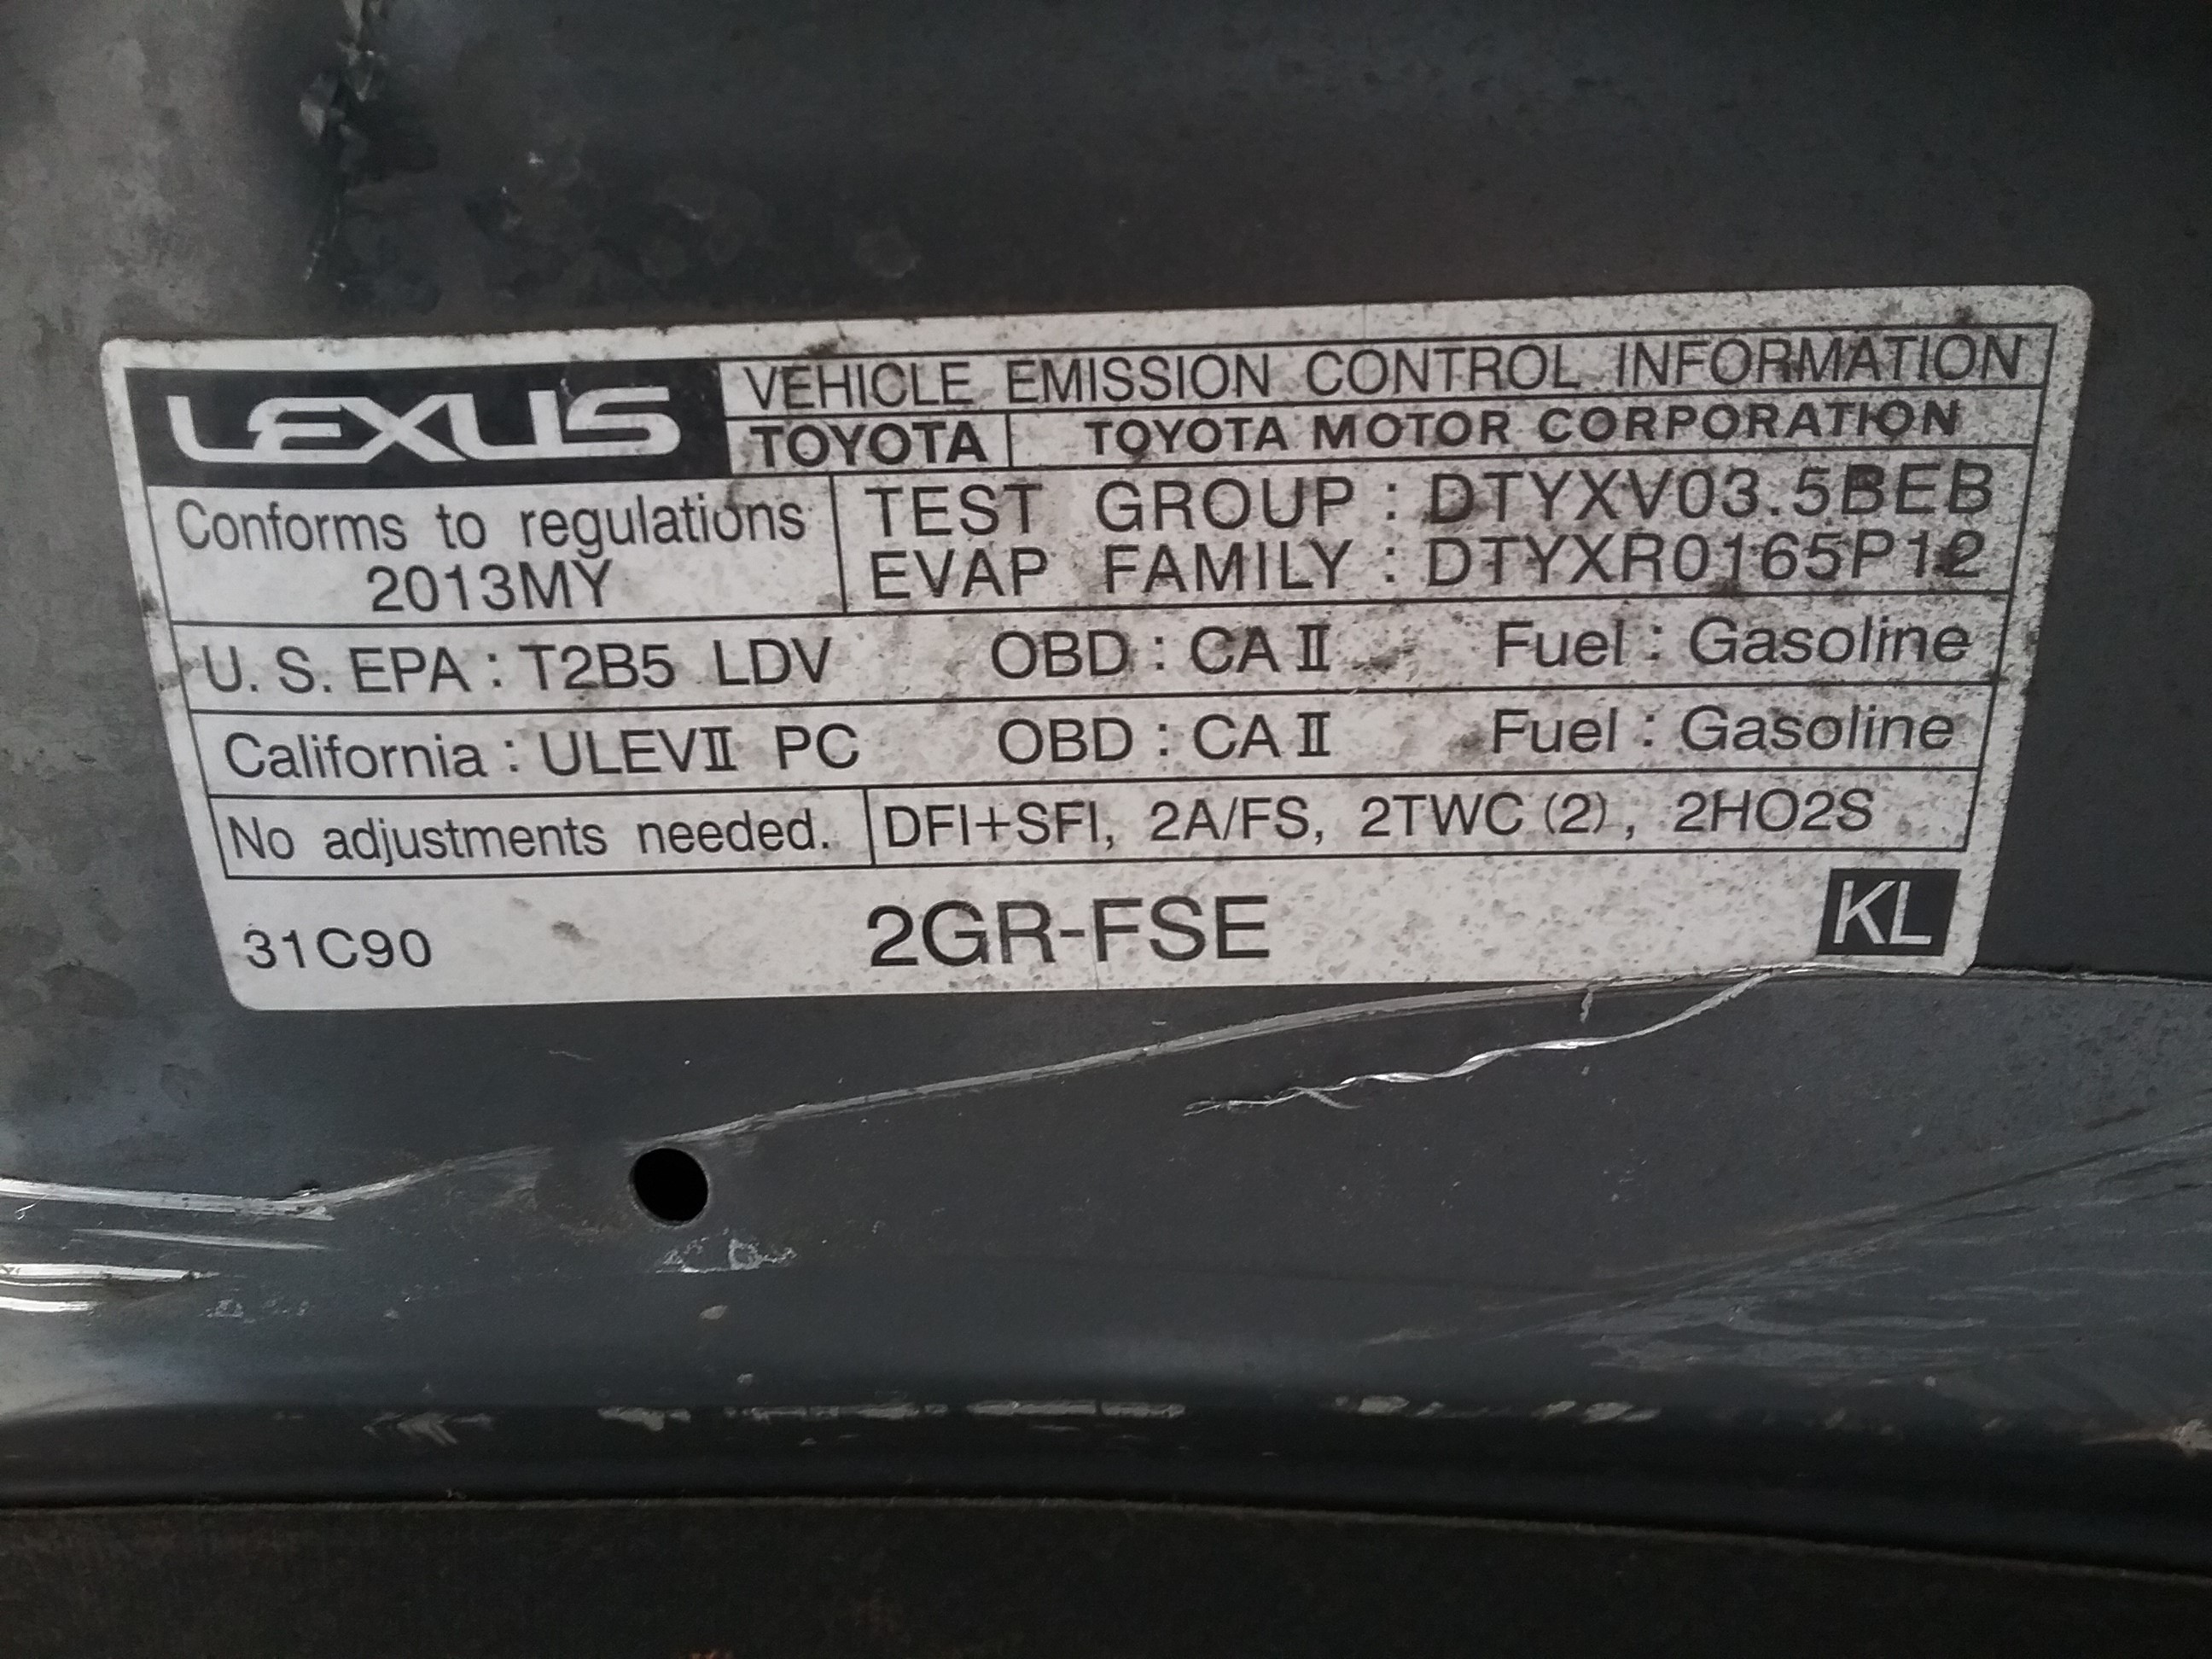 LEXUS
VEHICLE EMISSION CONTROL INFORMATION
TOYOTA TOYOTA MOTOR CORPORATION
Conforms to regulations
2013MY
TEST GROUP : DTYXV03.5BEB
EVAP FAMILY : DTYXR0165P12
U. S. EPA : T2B5 LDV OBD : CA II Fuel : Gasoline
California : ULEVII PC OBD : CA II Fuel : Gasoline
No adjustments needed. DFI+SFI, 2A/FS, 2TWC (2), 2HO2S
31C90 2GR-FSE KL